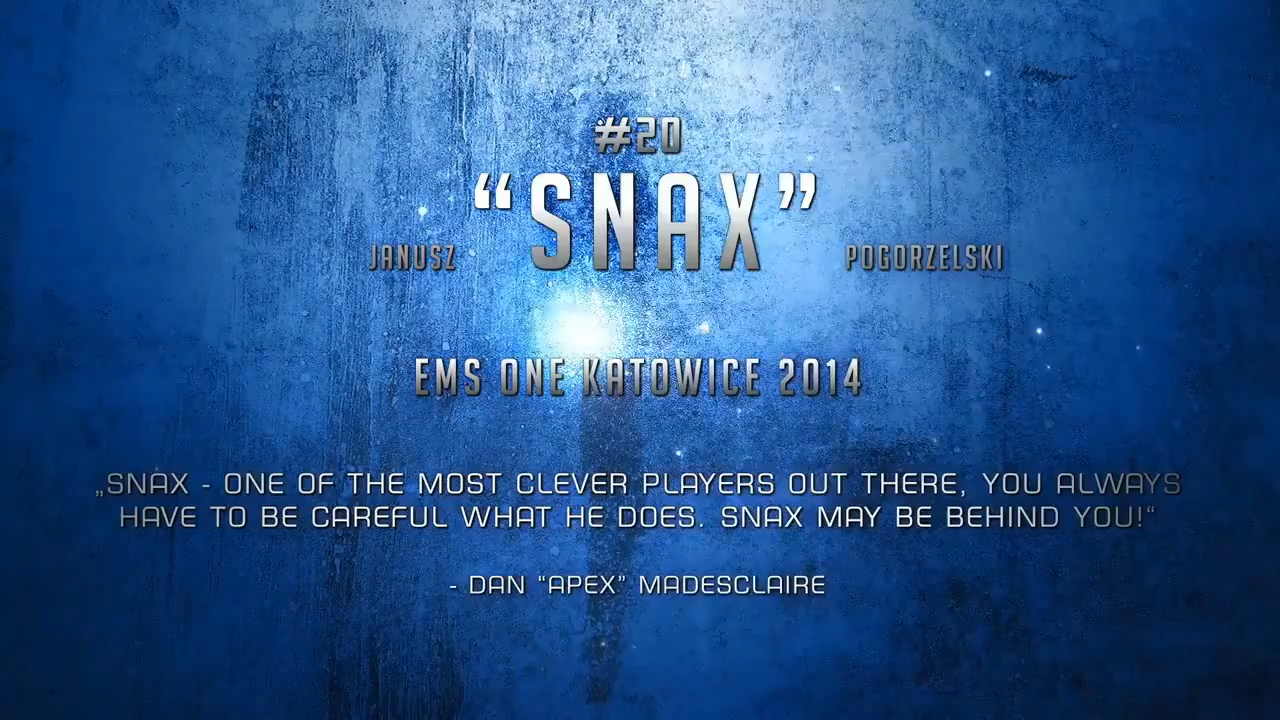 #20
JANUSZ “SNAX” POGORZELSKI
EMS ONE KATOWICE 2014
„SNAX - ONE OF THE MOST CLEVER PLAYERS OUT THERE, YOU ALWAYS
HAVE TO BE CAREFUL WHAT HE DOES. SNAX MAY BE BEHIND YOU!“
- DAN “APEX” MADESCLAIRE